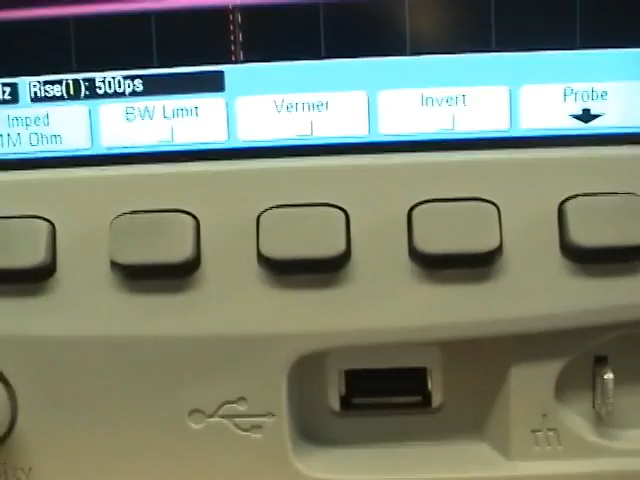 Rise(1): 500ps
Imped
1M Ohm
BW Limit
Vernier
Invert
Probe